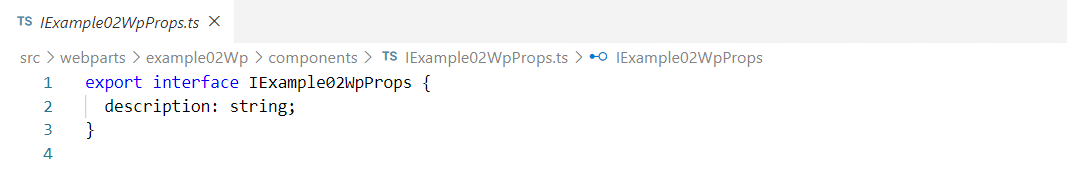 TS IExample02WpProps.ts ×
src > webparts > example02Wp > components > TS IExample02WpProps.ts > IExample02WpProps
1 export interface IExample02WpProps {
2   description: string;
3 }
4